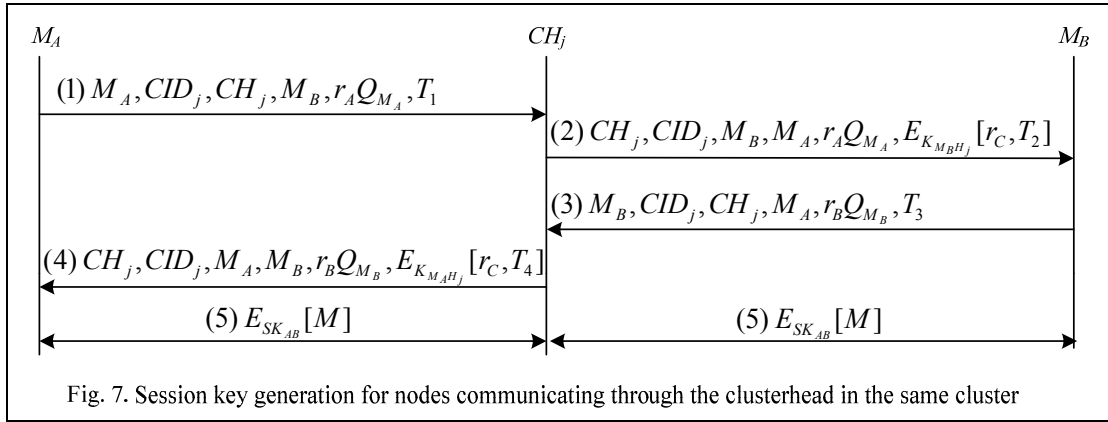 M_A CH_j M_B
(1) M_A, CID_j, CH_j, M_B, r_A Q_{M_A}, T_1
(2) CH_j, CID_j, M_B, M_A, r_A Q_{M_A}, E_{K_{M_B H_j}}[r_C, T_2]
(3) M_B, CID_j, CH_j, M_A, r_B Q_{M_B}, T_3
(4) CH_j, CID_j, M_A, M_B, r_B Q_{M_B}, E_{K_{M_A H_j}}[r_C, T_4]
(5) E_{SK_{AB}}[M] (5) E_{SK_{AB}}[M]
Fig. 7. Session key generation for nodes communicating through the clusterhead in the same cluster